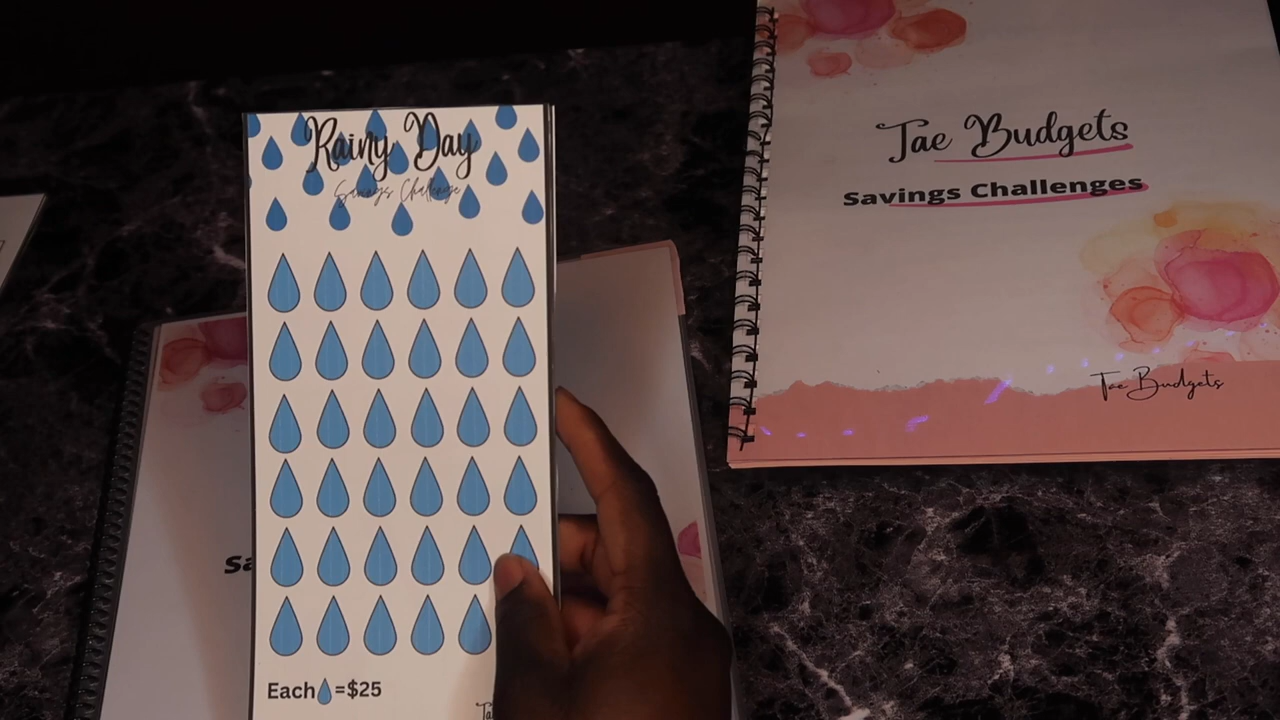 Rainy Day
Savings Challenge
Each =$25
Tae Budgets
Savings Challenges
Tae Budgets